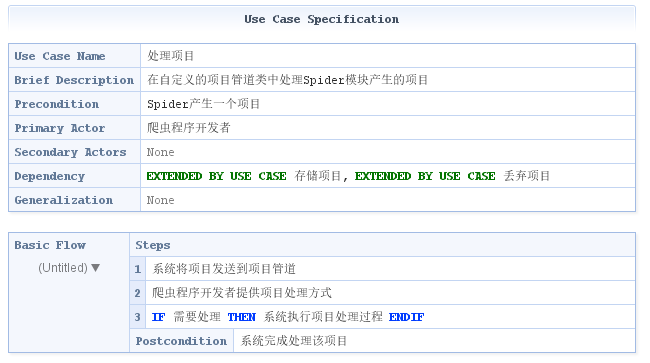 Use Case Specification
Use Case Name 处理项目
Brief Description 在自定义的项目管道类中处理Spider模块产生的项目
Precondition Spider产生一个项目
Primary Actor 爬虫程序开发者
Secondary Actors None
Dependency EXTENDED BY USE CASE 存储项目, EXTENDED BY USE CASE 丢弃项目
Generalization None
Basic Flow Steps
(Untitled) ▼
1 系统将项目发送到项目管道
2 爬虫程序开发者提供项目处理方式
3 IF 需要处理 THEN 系统执行项目处理过程 ENDIF
Postcondition 系统完成处理该项目